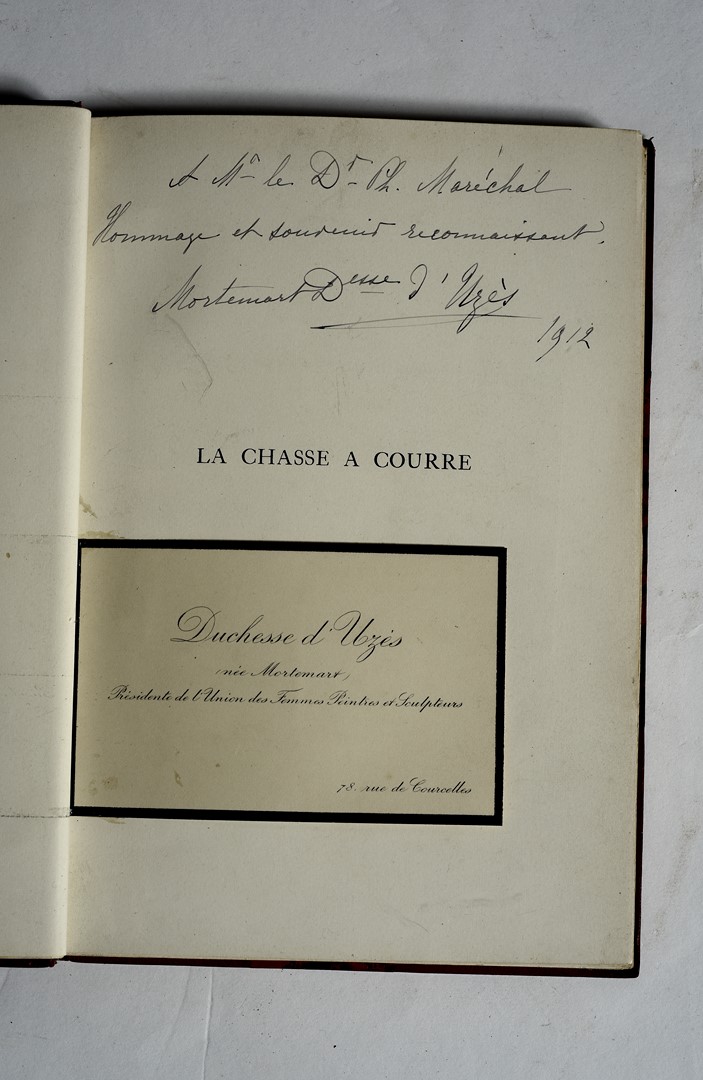 A Mr le Dr Ph. Maréchal
Hommage et souvenir reconnaissant.
Mortemart Desse d'Uzès
1912
LA CHASSE A COURRE
Duchesse d'Uzès
(née Mortemart)
Présidente de l'Union des Femmes Peintres et Sculpteurs
78. rue de Courcelles